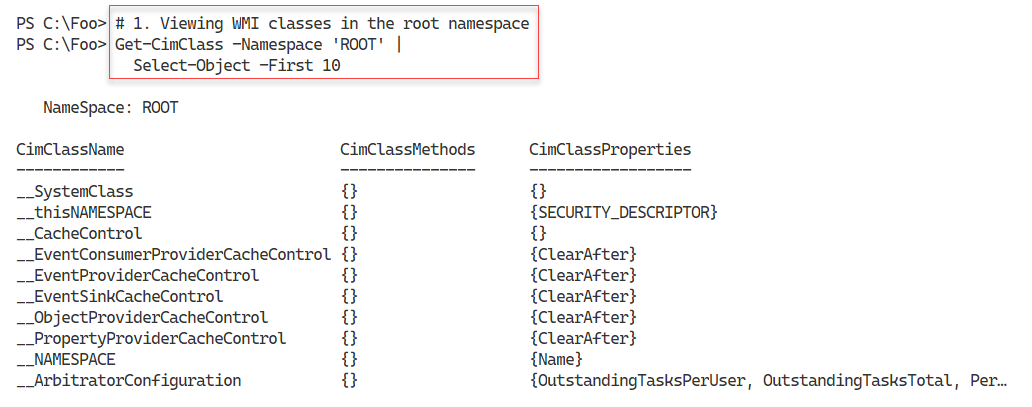 PS C:\Foo> # 1. Viewing WMI classes in the root namespace
PS C:\Foo> Get-CimClass -Namespace 'ROOT' |
Select-Object -First 10
NameSpace: ROOT
CimClassName CimClassMethods CimClassProperties
------------ --------------- ------------------
__SystemClass {} {}
__thisNAMESPACE {} {SECURITY_DESCRIPTOR}
__CacheControl {} {}
__EventConsumerProviderCacheControl {} {ClearAfter}
__EventProviderCacheControl {} {ClearAfter}
__EventSinkCacheControl {} {ClearAfter}
__ObjectProviderCacheControl {} {ClearAfter}
__PropertyProviderCacheControl {} {ClearAfter}
__NAMESPACE {} {Name}
__ArbitratorConfiguration {} {OutstandingTasksPerUser, OutstandingTasksTotal, Per…